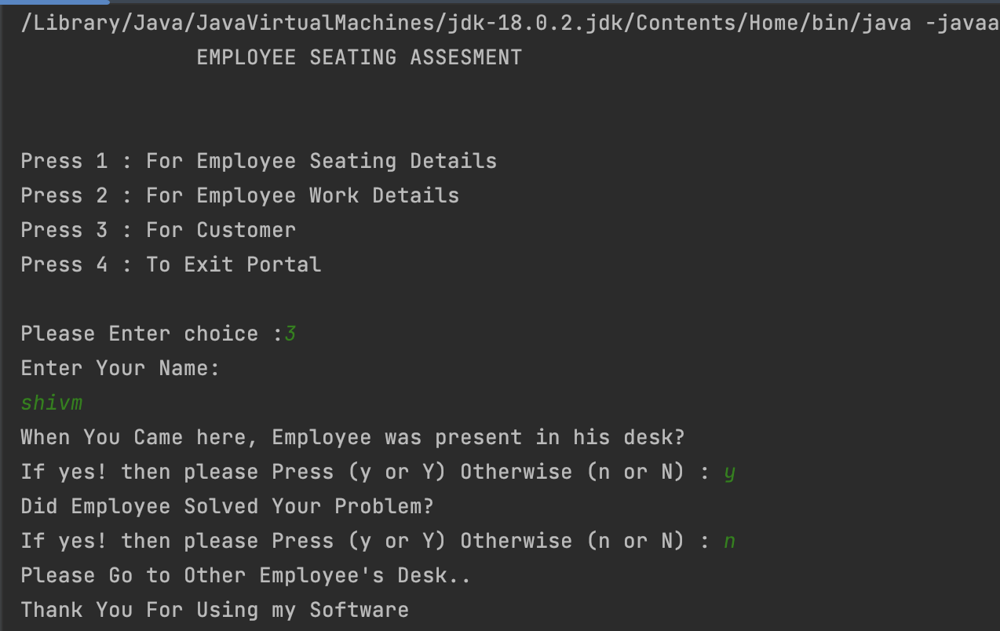 /Library/Java/JavaVirtualMachines/jdk-18.0.2.jdk/Contents/Home/bin/java -javaa
EMPLOYEE SEATING ASSESMENT
Press 1 : For Employee Seating Details
Press 2 : For Employee Work Details
Press 3 : For Customer
Press 4 : To Exit Portal
Please Enter choice :3
Enter Your Name:
shivm
When You Came here, Employee was present in his desk?
If yes! then please Press (y or Y) Otherwise (n or N) : y
Did Employee Solved Your Problem?
If yes! then please Press (y or Y) Otherwise (n or N) : n
Please Go to Other Employee's Desk..
Thank You For Using my Software